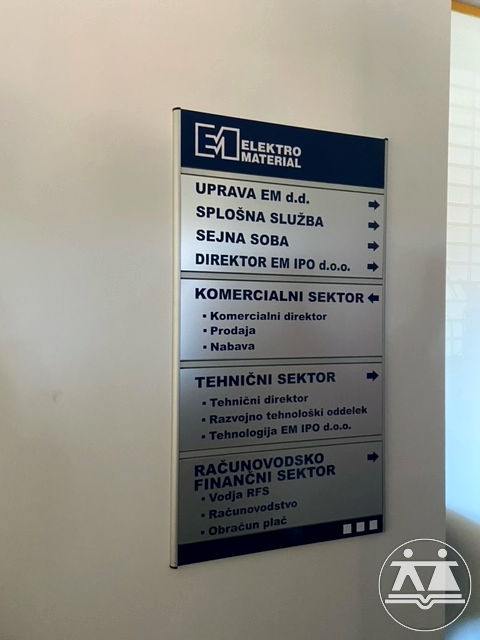 EM ELEKTRO
MATERIAL
UPRAVA EM d.d.
SPLOŠNA SLUŽBA
SEJNA SOBA
DIREKTOR EM IPO d.o.o.
KOMERCIALNI SEKTOR
▪ Komercialni direktor
▪ Prodaja
▪ Nabava
TEHNIČNI SEKTOR
▪ Tehnični direktor
▪ Razvojno tehnološki oddelek
▪ Tehnologija EM IPO d.o.o.
RAČUNOVODSKO
FINANČNI SEKTOR
▪ Vodja RFS
▪ Računovodstvo
▪ Obračun plač